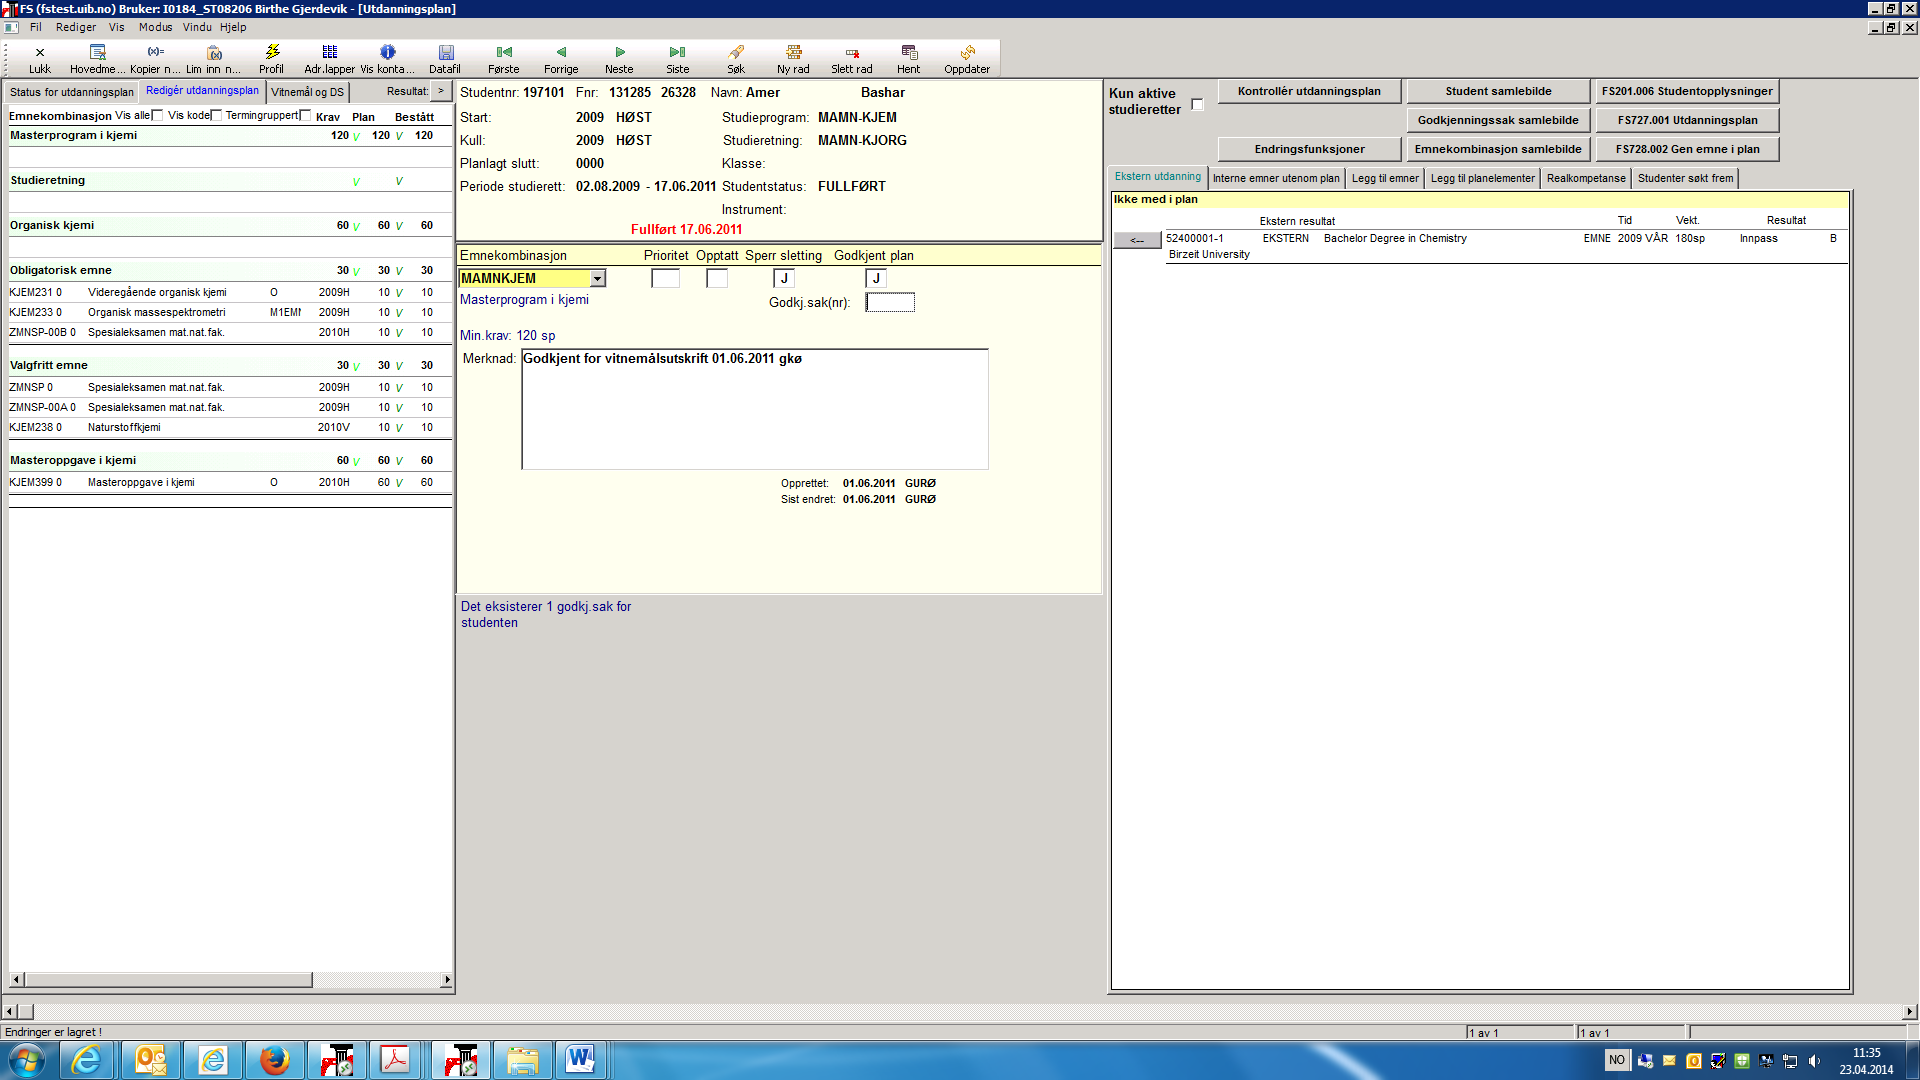 FS (fstest.uib.no) Bruker: I0184_ST08206 Birthe Gjerdevik - [Utdanningsplan]
Fil Rediger Vis Modus Vindu Hjelp
Lukk Hovedme ... Kopier n... Lim inn n... Profil Adr.lapper Vis konta... Datafil Første Forrige Neste Siste Søk Ny rad Slett rad Hent Oppdater
Status for utdanningsplan Redigér utdanningsplan Vitnemål og DS Resultat: >
Emnekombinasjon Vis alle Vis kode Termingruppert Krav Plan Bestått
Masterprogram i kjemi 120 V 120 V 120
Studieretning V V
Organisk kjemi 60 V 60 V 60
Obligatorisk emne 30 V 30 V 30
KJEM231 0 Videregående organisk kjemi O 2009H 10 V 10
KJEM233 0 Organisk massespektrometri M1EMN 2009H 10 V 10
ZMNSP-00B 0 Spesialeksamen mat.nat.fak. 2010H 10 V 10
Valgfritt emne 30 V 30 V 30
ZMNSP 0 Spesialeksamen mat.nat.fak. 2009H 10 V 10
ZMNSP-00A 0 Spesialeksamen mat.nat.fak. 2009H 10 V 10
KJEM238 0 Naturstoffkjemi 2010V 10 V 10
Masteroppgave i kjemi 60 V 60 V 60
KJEM399 0 Masteroppgave i kjemi O 2010H 60 V 60
Studentnr: 197101 Fnr: 131285 26328 Navn: Amer Bashar
Start: 2009 HØST Studieprogram: MAMN-KJEM
Kull: 2009 HØST Studieretning: MAMN-KJORG
Planlagt slutt: 0000 Klasse:
Periode studierett: 02.08.2009 - 17.06.2011 Studentstatus: FULLFØRT
Instrument:
Fullført 17.06.2011
Emnekombinasjon Prioritet Opptatt Sperr sletting Godkjent plan
MAMNKJEM J J
Masterprogram i kjemi Godkj.sak(nr):
Min.krav: 120 sp
Merknad: Godkjent for vitnemålsutskrift 01.06.2011 gkø
Opprettet: 01.06.2011 GURØ
Sist endret: 01.06.2011 GURØ
Det eksisterer 1 godkj.sak for
studenten
Kun aktive
studieretter
Kontrollér utdanningsplan Student samlebilde FS201.006 Studentopplysninger
Godkjenningssak samlebilde FS727.001 Utdanningsplan
Endringsfunksjoner Emnekombinasjon samlebilde FS728.002 Gen emne i plan
Ekstern utdanning Interne emner utenom plan Legg til emner Legg til planelementer Realkompetanse Studenter søkt frem
Ikke med i plan
Ekstern resultat Tid Vekt. Resultat
<-- 52400001-1 EKSTERN Bachelor Degree in Chemistry EMNE 2009 VÅR 180sp Innpass B
Birzeit University
Endringer er lagret !
1 av 1 1 av 1
NO
11:35
23.04.2014